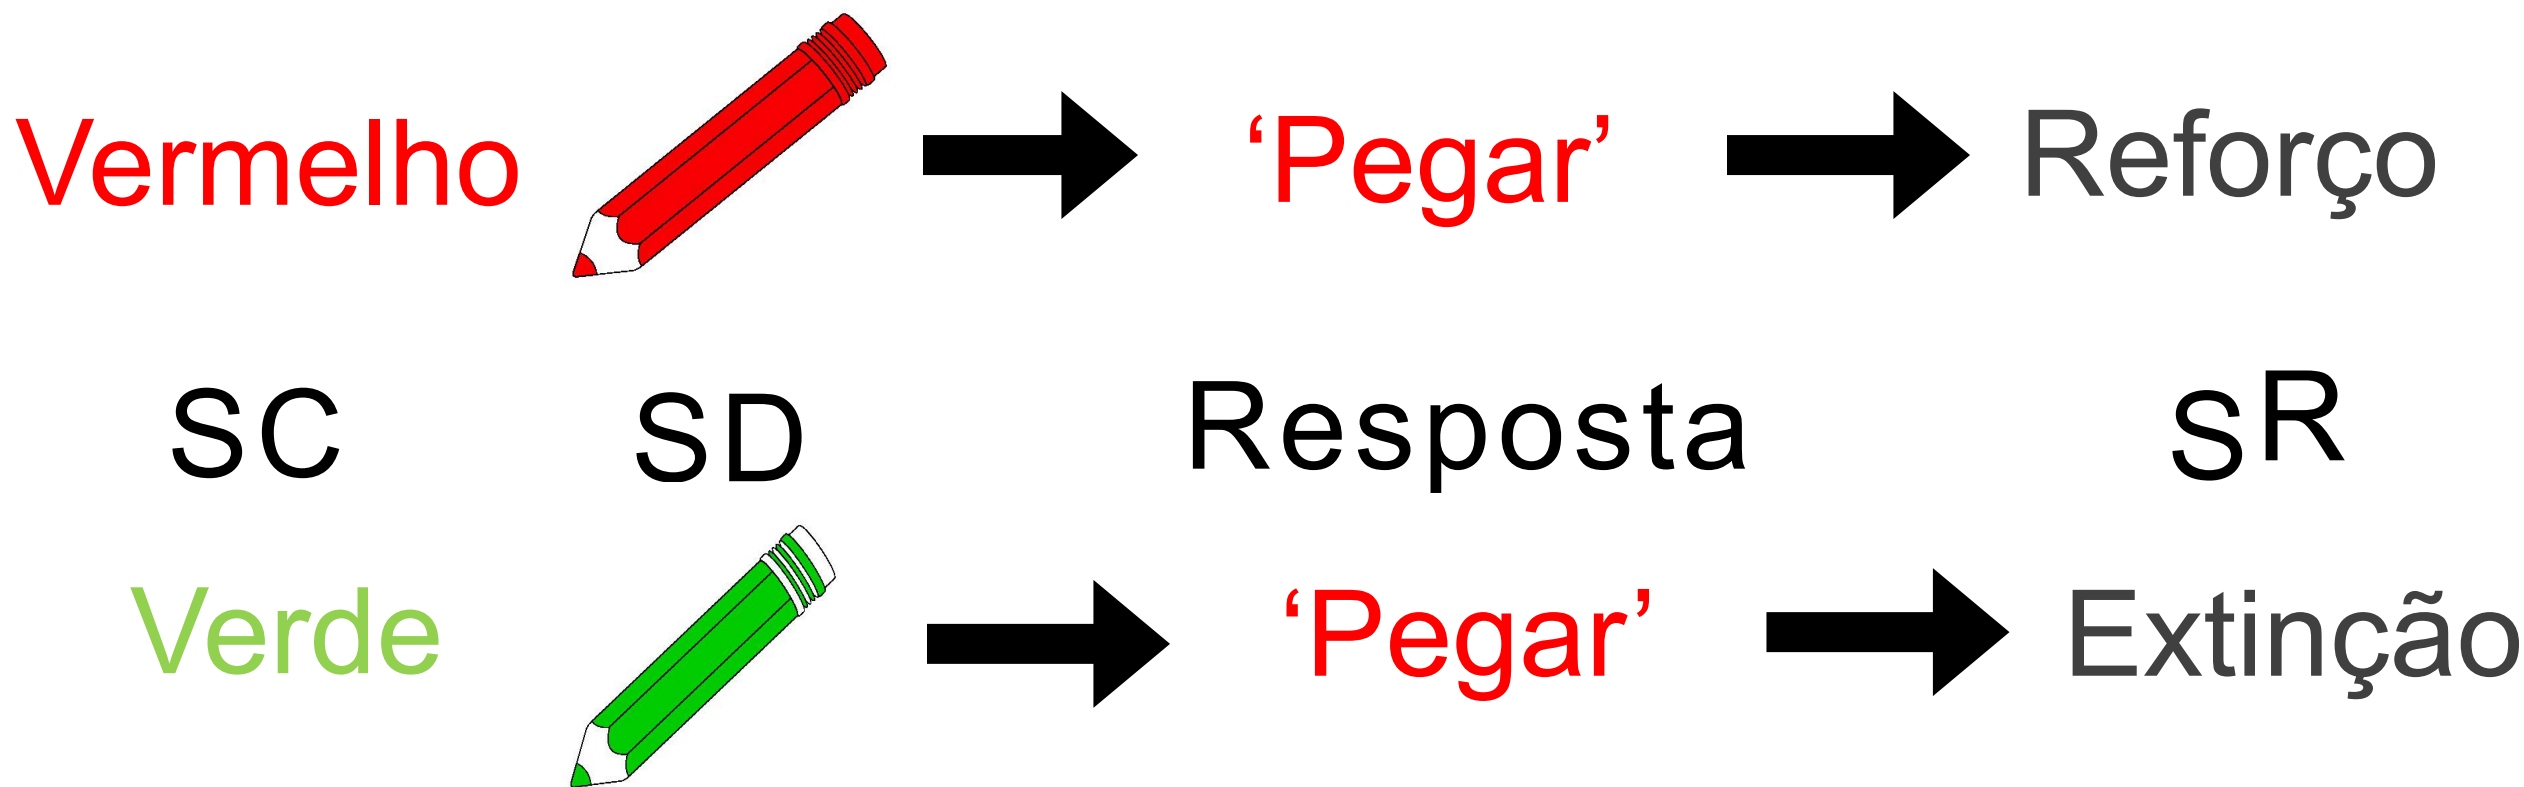 Vermelho ‘Pegar’ Reforço
SC SD Resposta SR
Verde ‘Pegar’ Extinção